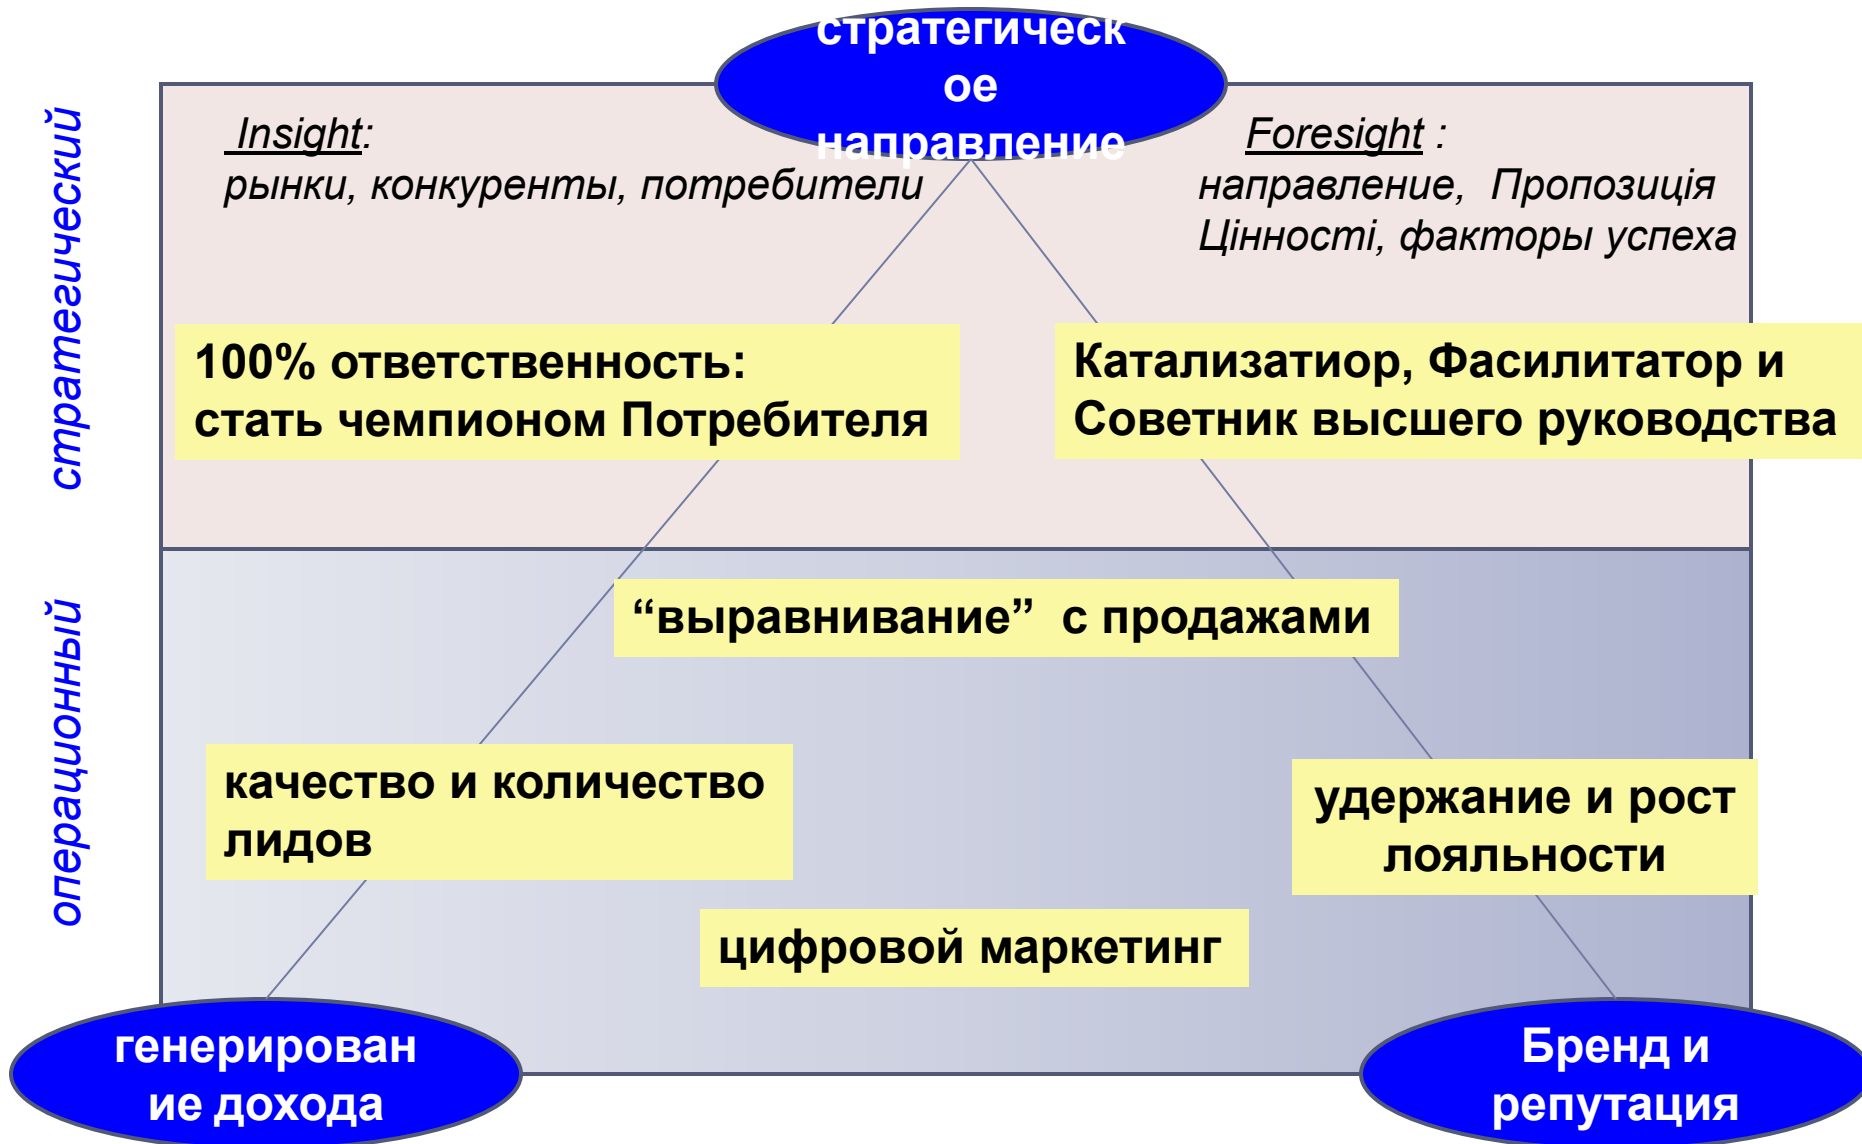 стратегическ
ое
направление
стратегический
Insight:
рынки, конкуренты, потребители
Foresight :
направление, Пропозиція
Цінності, факторы успеха
100% ответственность:
стать чемпионом Потребителя
Катализатиор, Фасилитатор и
Советник высшего руководства
операционный
“выравнивание” с продажами
качество и количество
лидов
удержание и рост
лояльности
цифровой маркетинг
генерирован
ие дохода
Бренд и
репутация